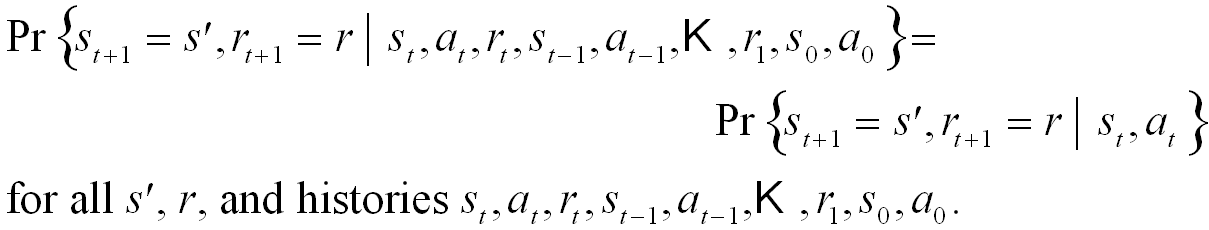 Pr {s_{t+1} = s′, r_{t+1} = r | s_t, a_t, r_t, s_{t−1}, a_{t−1}, K , r_1, s_0, a_0 } =
Pr {s_{t+1} = s′, r_{t+1} = r | s_t, a_t }
for all s′, r, and histories s_t, a_t, r_t, s_{t−1}, a_{t−1}, K , r_1, s_0, a_0.